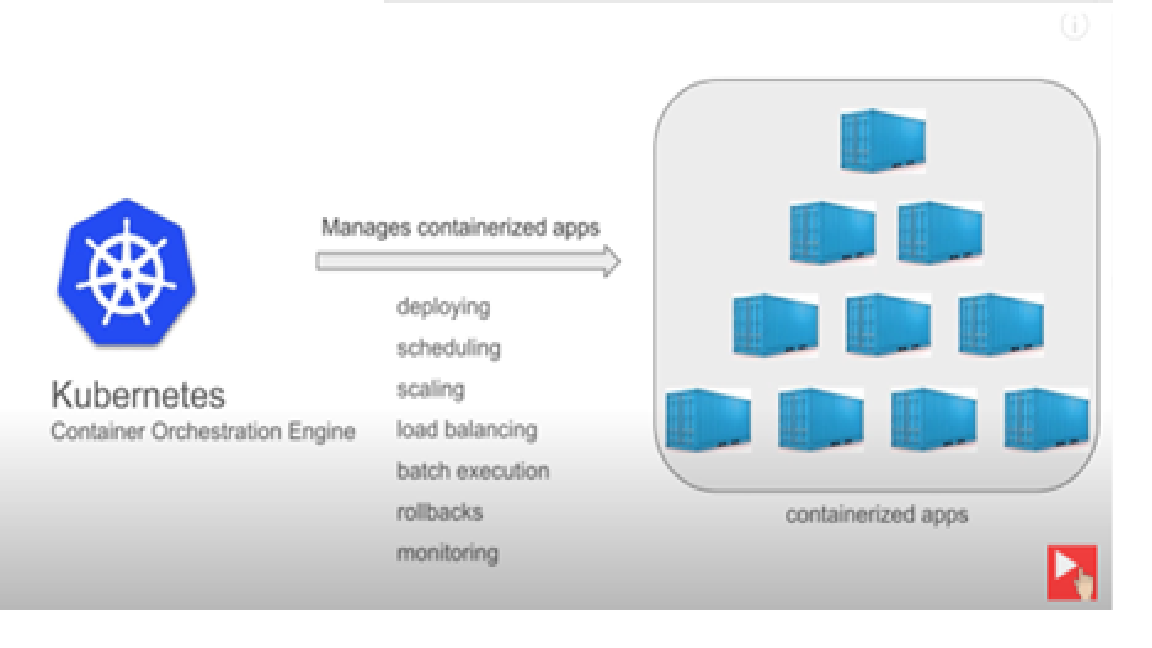 Manages containerized apps
deploying
scheduling
scaling
load balancing
batch execution
rollbacks
monitoring
Kubernetes
Container Orchestration Engine
containerized apps